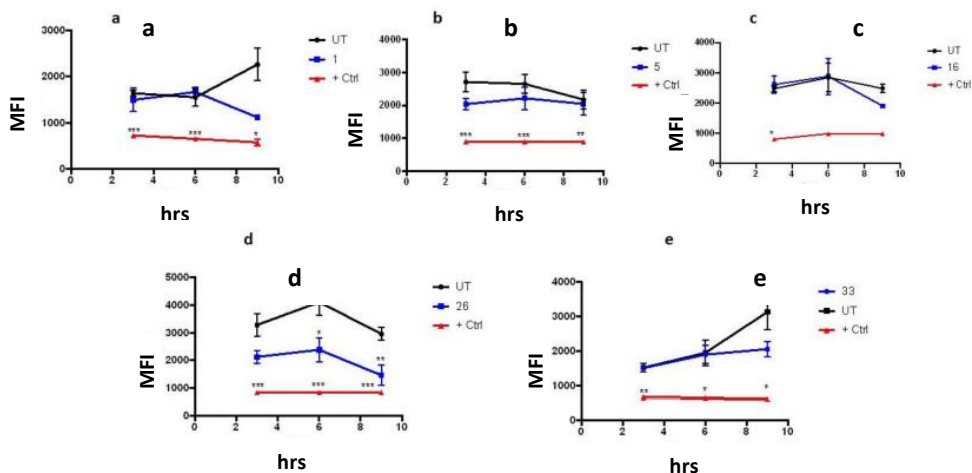 a
a
3000
2000
1000
0
MFI
0 2 4 6 8 10
hrs
UT
1
+ Ctrl
*** *** *
b
b
4000
3000
2000
1000
0
MFI
0 2 4 6 8 10
hrs
UT
5
+Ctrl
*** *** **
c
c
4000
3000
2000
1000
0
MFI
0 2 4 6 8 10
hrs
UT
16
+ Ctrl
*
d
d
5000
4000
3000
2000
1000
0
MFI
0 2 4 6 8 10
hrs
UT
26
+ Ctrl
* **
*** *** ***
e
e
4000
3000
2000
1000
0
MFI
0 2 4 6 8 10
hrs
33
UT
+ Ctrl
** * *